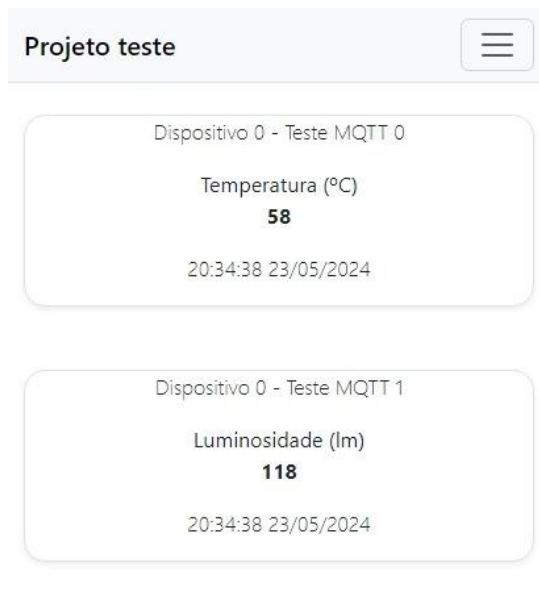 Projeto teste
Dispositivo 0 - Teste MQTT 0
Temperatura (ºC)
58
20:34:38 23/05/2024
Dispositivo 0 - Teste MQTT 1
Luminosidade (lm)
118
20:34:38 23/05/2024